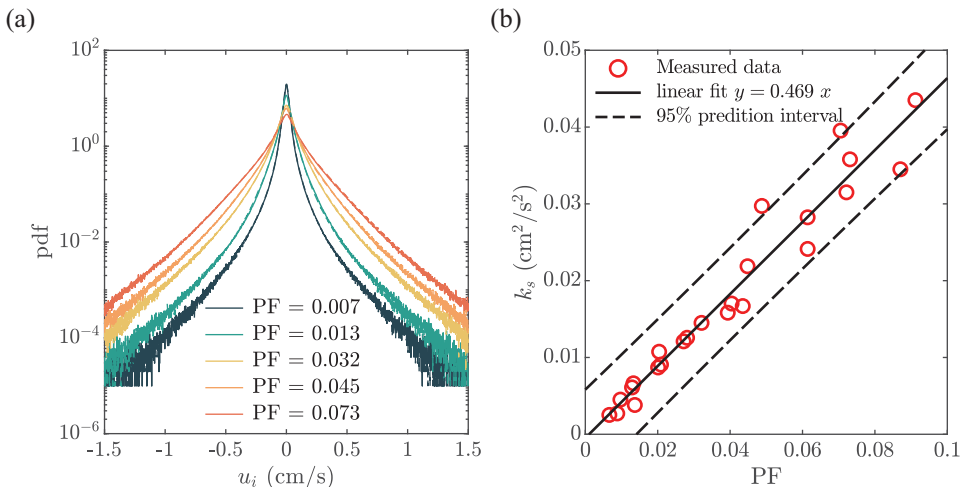 (a)
10^2
10^0
10^-2
10^-4
10^-6
pdf
PF = 0.007
PF = 0.013
PF = 0.032
PF = 0.045
PF = 0.073
-1.5
-1
-0.5
0
0.5
1
1.5
u_i (cm/s)
(b)
0.05
0.04
0.03
0.02
0.01
0
k_s (cm^2/s^2)
Measured data
linear fit y = 0.469 x
95% predition interval
0
0.02
0.04
0.06
0.08
0.1
PF